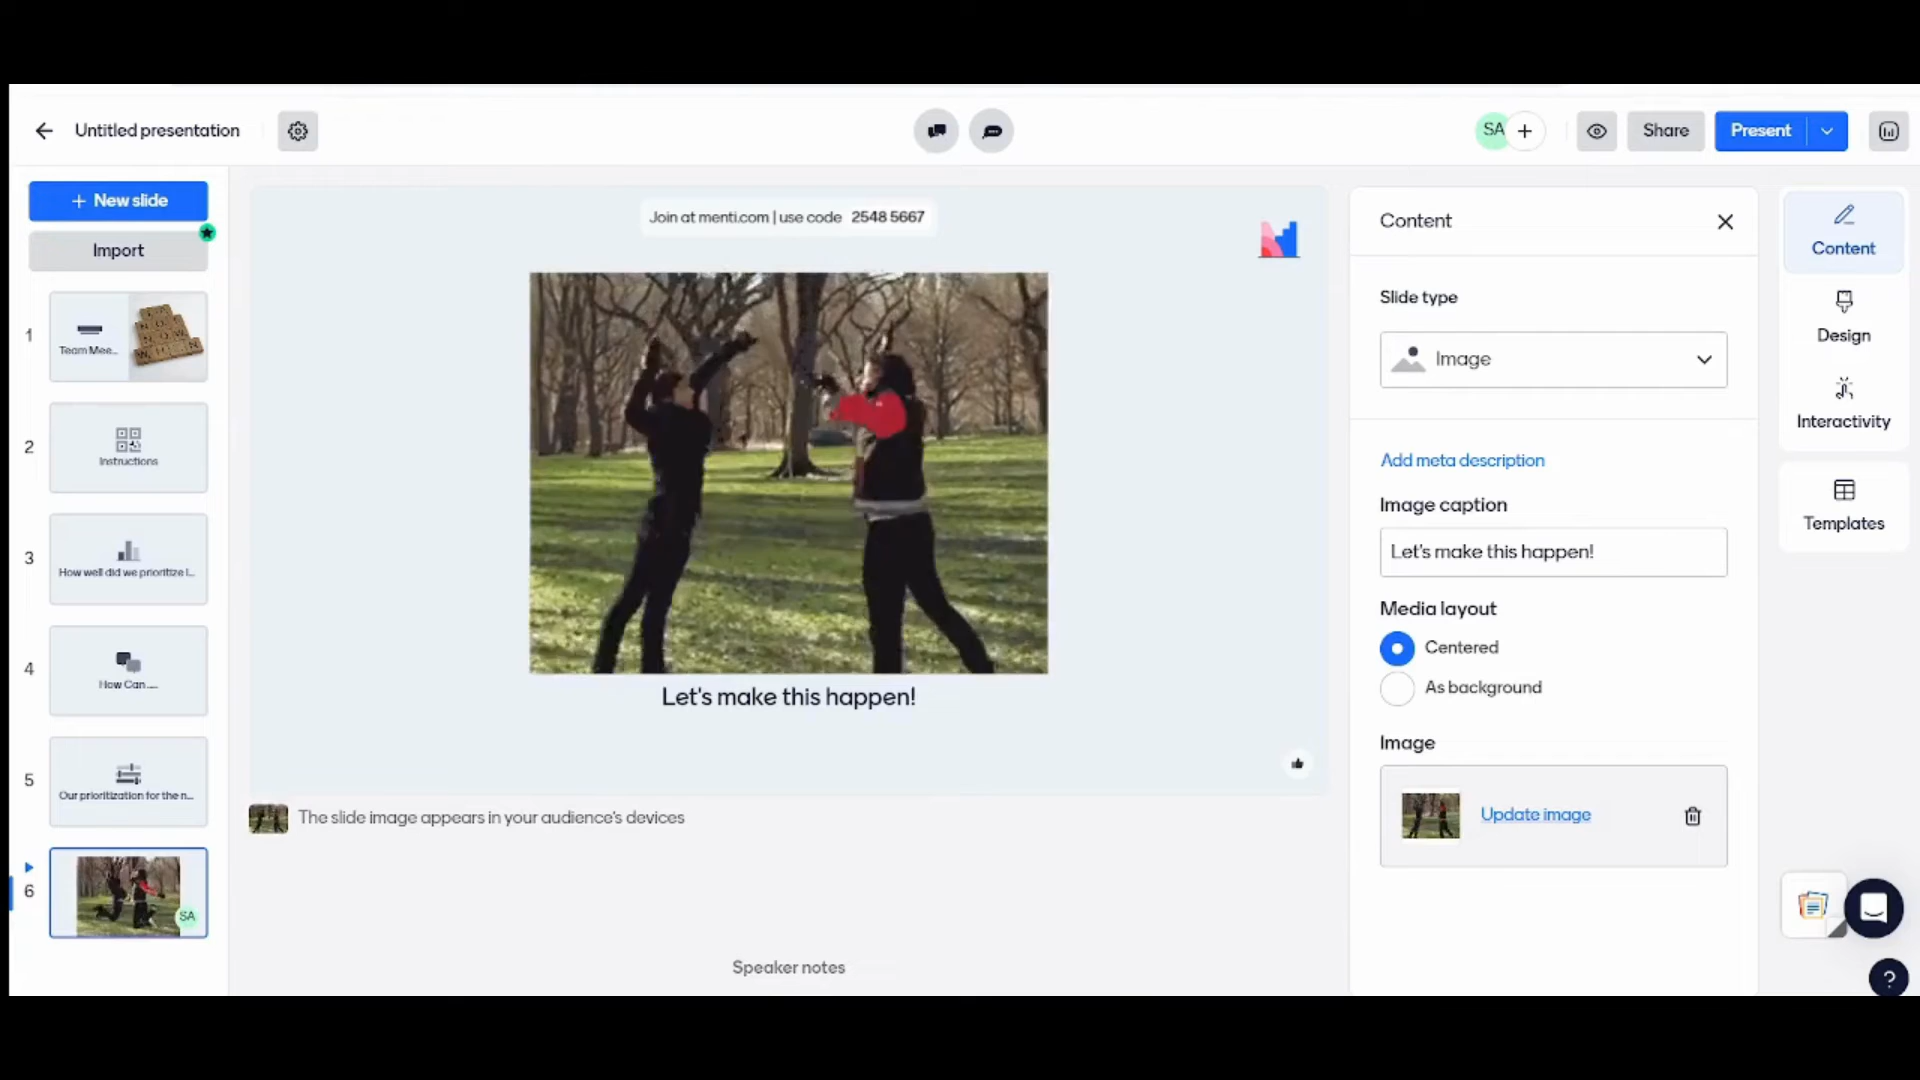 Untitled presentation
SA
Share
Present
New slide
Import
1
Team Mee...
2
Instructions
3
How well did we prioritize l...
4
How Can ....
5
Our prioritization for the n...
6
SA
Join at menti.com | use code 2548 5667
Let's make this happen!
The slide image appears in your audience's devices
Speaker notes
Content
Slide type
Image
Add meta description
Image caption
Let's make this happen!
Media layout
Centered
As background
Image
Update image
Content
Design
Interactivity
Templates
?